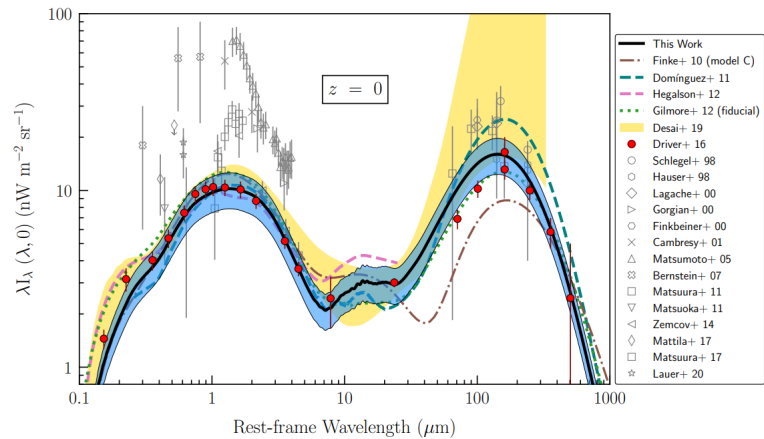 100
10
1
0.1
1
10
100
1000
λI_λ (λ, 0) (nW m⁻² sr⁻¹)
Rest-frame Wavelength (μm)
z = 0
This Work
Finke+ 10 (model C)
Domínguez+ 11
Hegalson+ 12
Gilmore+ 12 (fiducial)
Desai+ 19
Driver+ 16
Schlegel+ 98
Hauser+ 98
Lagache+ 00
Gorgian+ 00
Finkbeiner+ 00
Cambresy+ 01
Matsumoto+ 05
Bernstein+ 07
Matsuura+ 11
Matsuoka+ 11
Zemcov+ 14
Mattila+ 17
Matsuura+ 17
Lauer+ 20